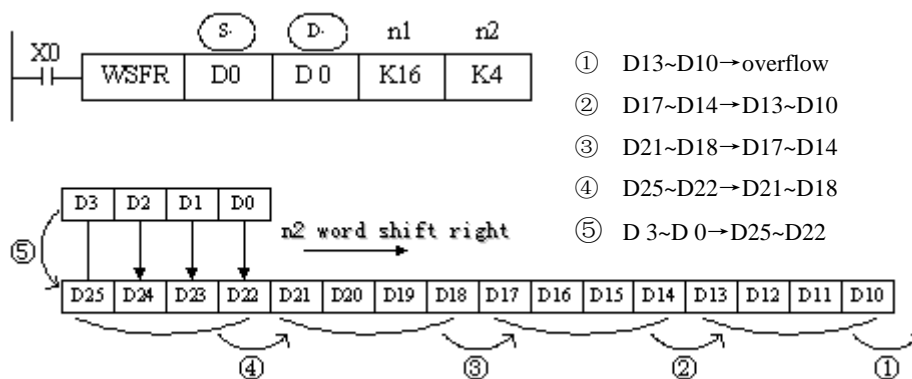 S· D· n1 n2
X0
WSFR D0 D 0 K16 K4
① D13~D10→overflow
② D17~D14→D13~D10
③ D21~D18→D17~D14
④ D25~D22→D21~D18
⑤ D 3~D 0→D25~D22
D3 D2 D1 D0
n2 word shift right
⑤
D25 D24 D23 D22 D21 D20 D19 D18 D17 D16 D15 D14 D13 D12 D11 D10
④ ③ ② ①